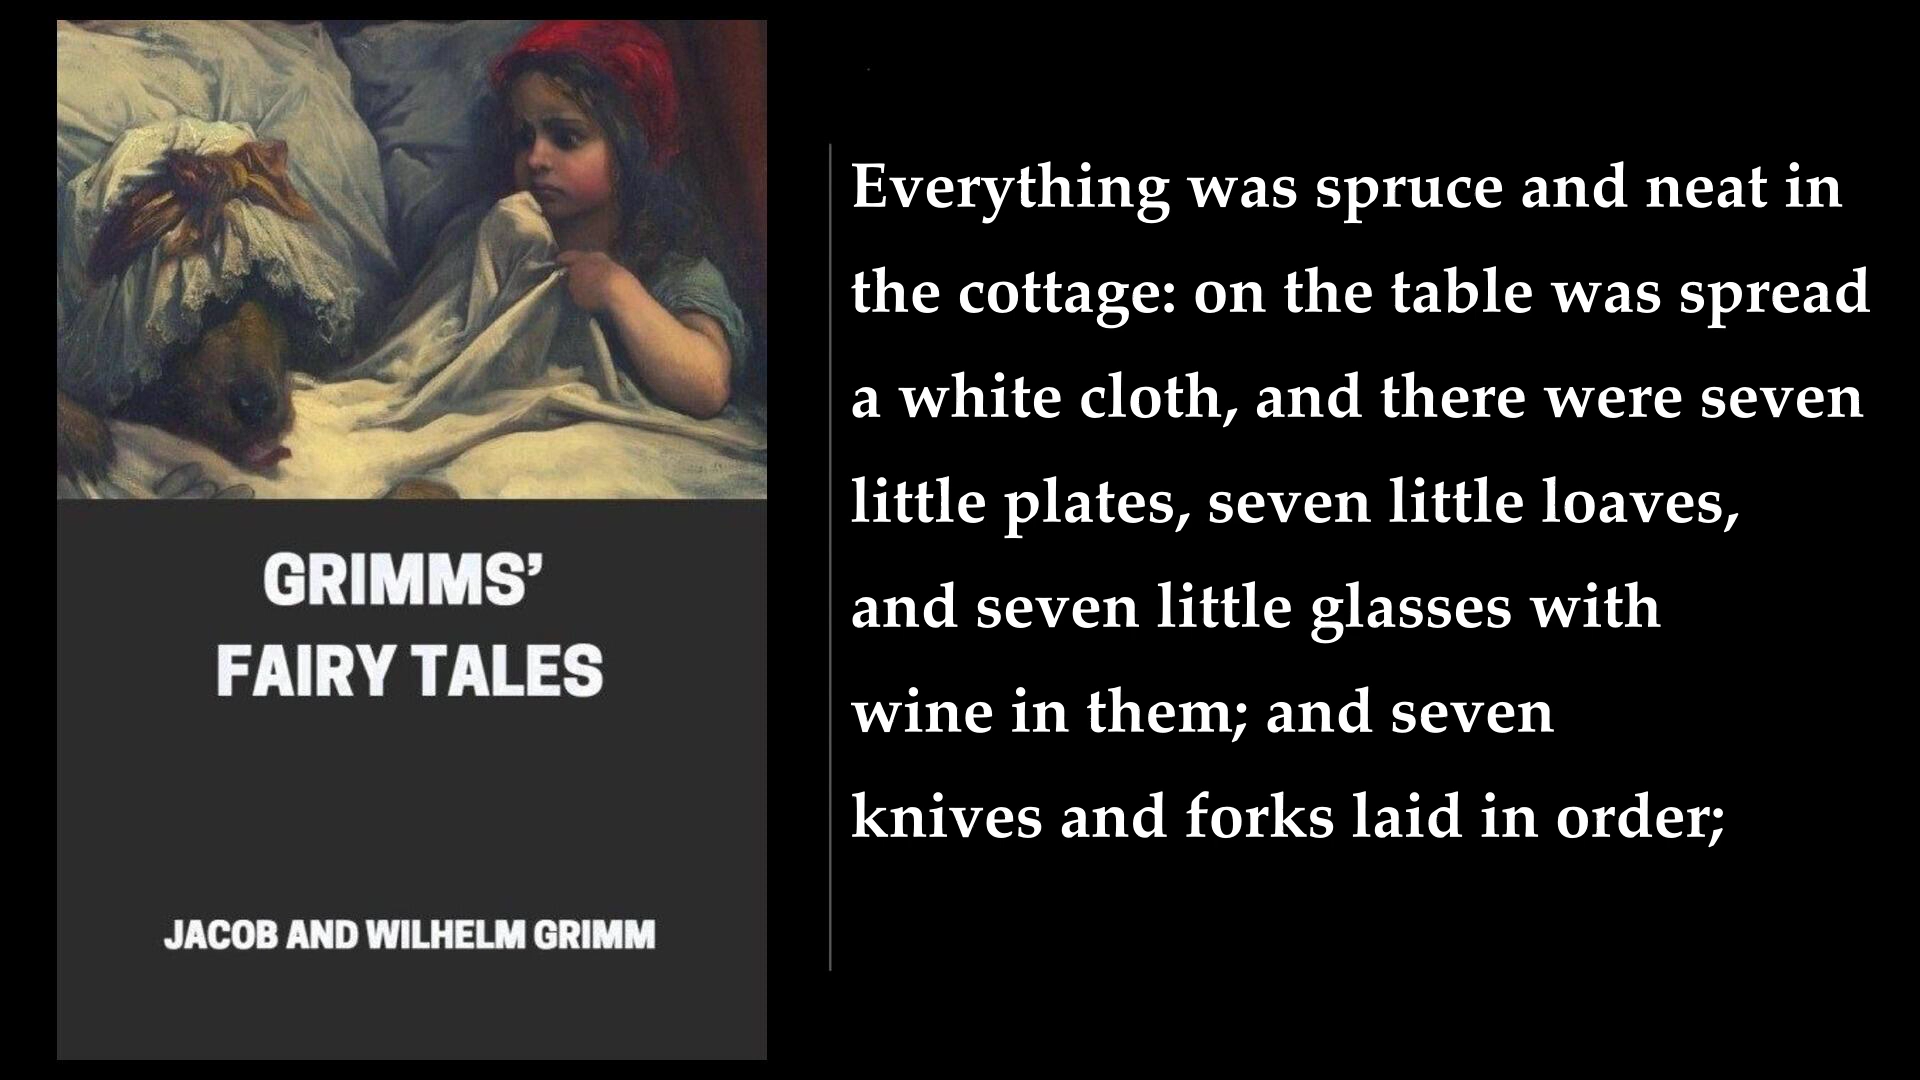 GRIMMS’
FAIRY TALES
JACOB AND WILHELM GRIMM
Everything was spruce and neat in
the cottage: on the table was spread
a white cloth, and there were seven
little plates, seven little loaves,
and seven little glasses with
wine in them; and seven
knives and forks laid in order;